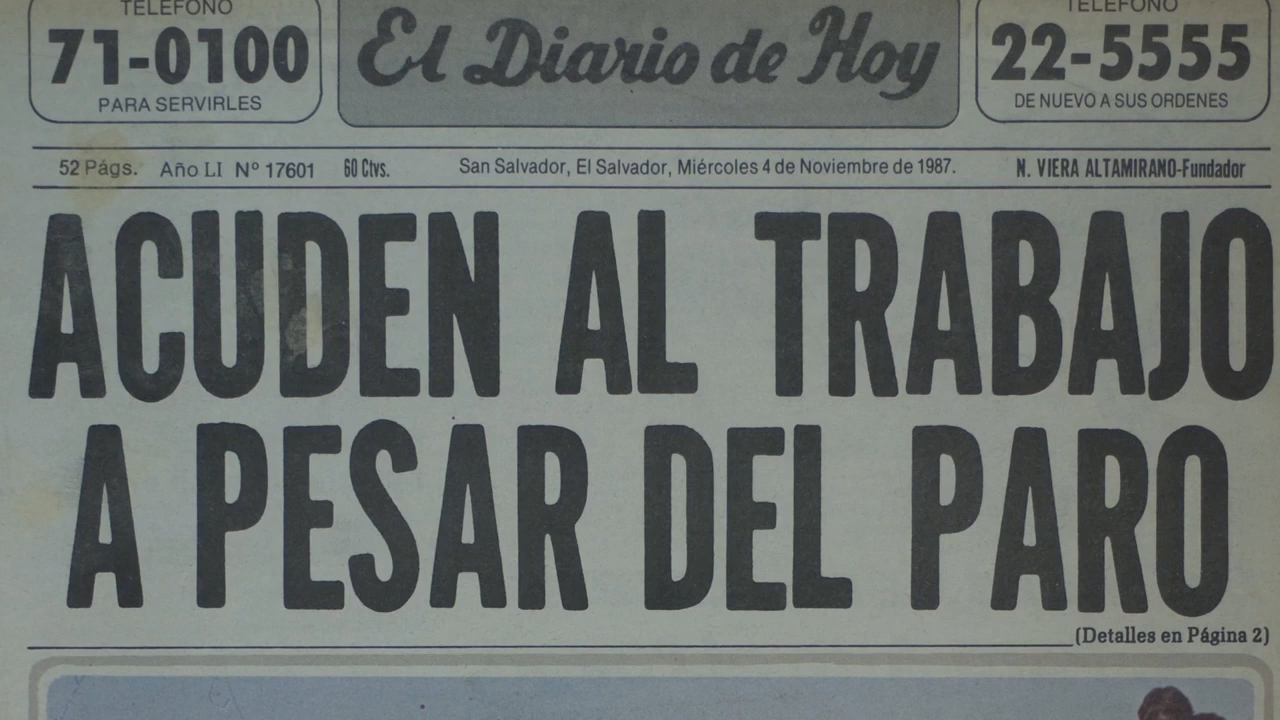 TELEFONO
71-0100
PARA SERVIRLES
El Diario de Hoy
TELEFONO
22-5555
DE NUEVO A SUS ORDENES
52 Págs. Año LI Nº 17601 60 Ctvs. San Salvador, El Salvador, Miércoles 4 de Noviembre de 1987. N. VIERA ALTAMIRANO-Fundador
ACUDEN AL TRABAJO
A PESAR DEL PARO
(Detalles en Página 2)